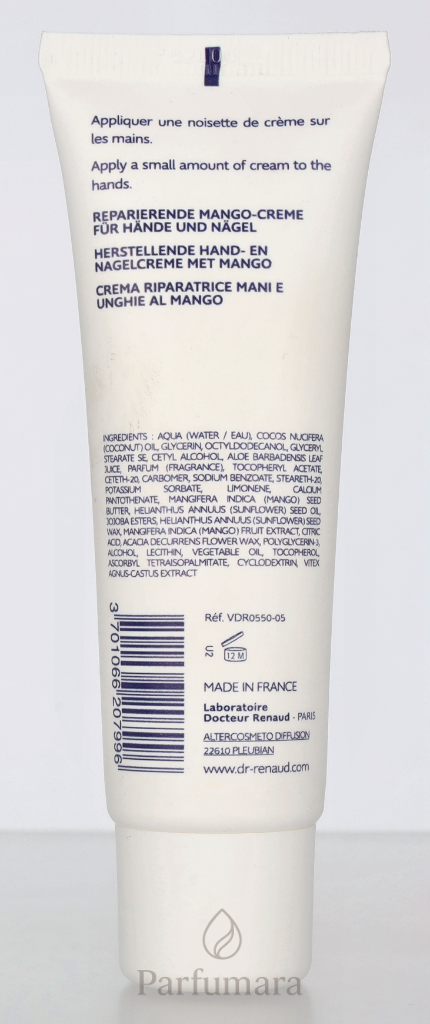 Appliquer une noisette de crème sur
les mains.
Apply a small amount of cream to the
hands.
REPARIERENDE MANGO-CREME
FÜR HÄNDE UND NÄGEL
HERSTELLENDE HAND- EN
NAGELCREME MET MANGO
CREMA RIPARATRICE MANI E
UNGHIE AL MANGO
INGREDIENTS : AQUA (WATER / EAU), COCOS NUCIFERA
(COCONUT) OIL, GLYCERIN, OCTYLDODECANOL, GLYCERYL
STEARATE SE, CETYL ALCOHOL, ALOE BARBADENSIS LEAF
JUICE, PARFUM (FRAGRANCE), TOCOPHERYL ACETATE,
CETETH-20, CARBOMER, SODIUM BENZOATE, STEARETH-20,
POTASSIUM SORBATE, LIMONENE, CALCIUM
PANTOTHENATE, MANGIFERA INDICA (MANGO) SEED
BUTTER, HELIANTHUS ANNUUS (SUNFLOWER) SEED OIL,
JOJOBA ESTERS, HELIANTHUS ANNUUS (SUNFLOWER) SEED
WAX, MANGIFERA INDICA (MANGO) FRUIT EXTRACT, CITRIC
ACID, ACACIA DECURRENS FLOWER WAX, POLYGLYCERIN-3,
ALCOHOL, LECITHIN, VEGETABLE OIL, TOCOPHEROL,
ASCORBYL TETRAISOPALMITATE, CYCLODEXTRIN, VITEX
AGNUS-CASTUS EXTRACT
3 701066 207996
Réf. VDR0550-05
U2
12 M
MADE IN FRANCE
Laboratoire
Docteur Renaud - PARIS
ALTERCOSMETO DIFFUSION
22610 PLEUBIAN
www.dr-renaud.com
Parfumara